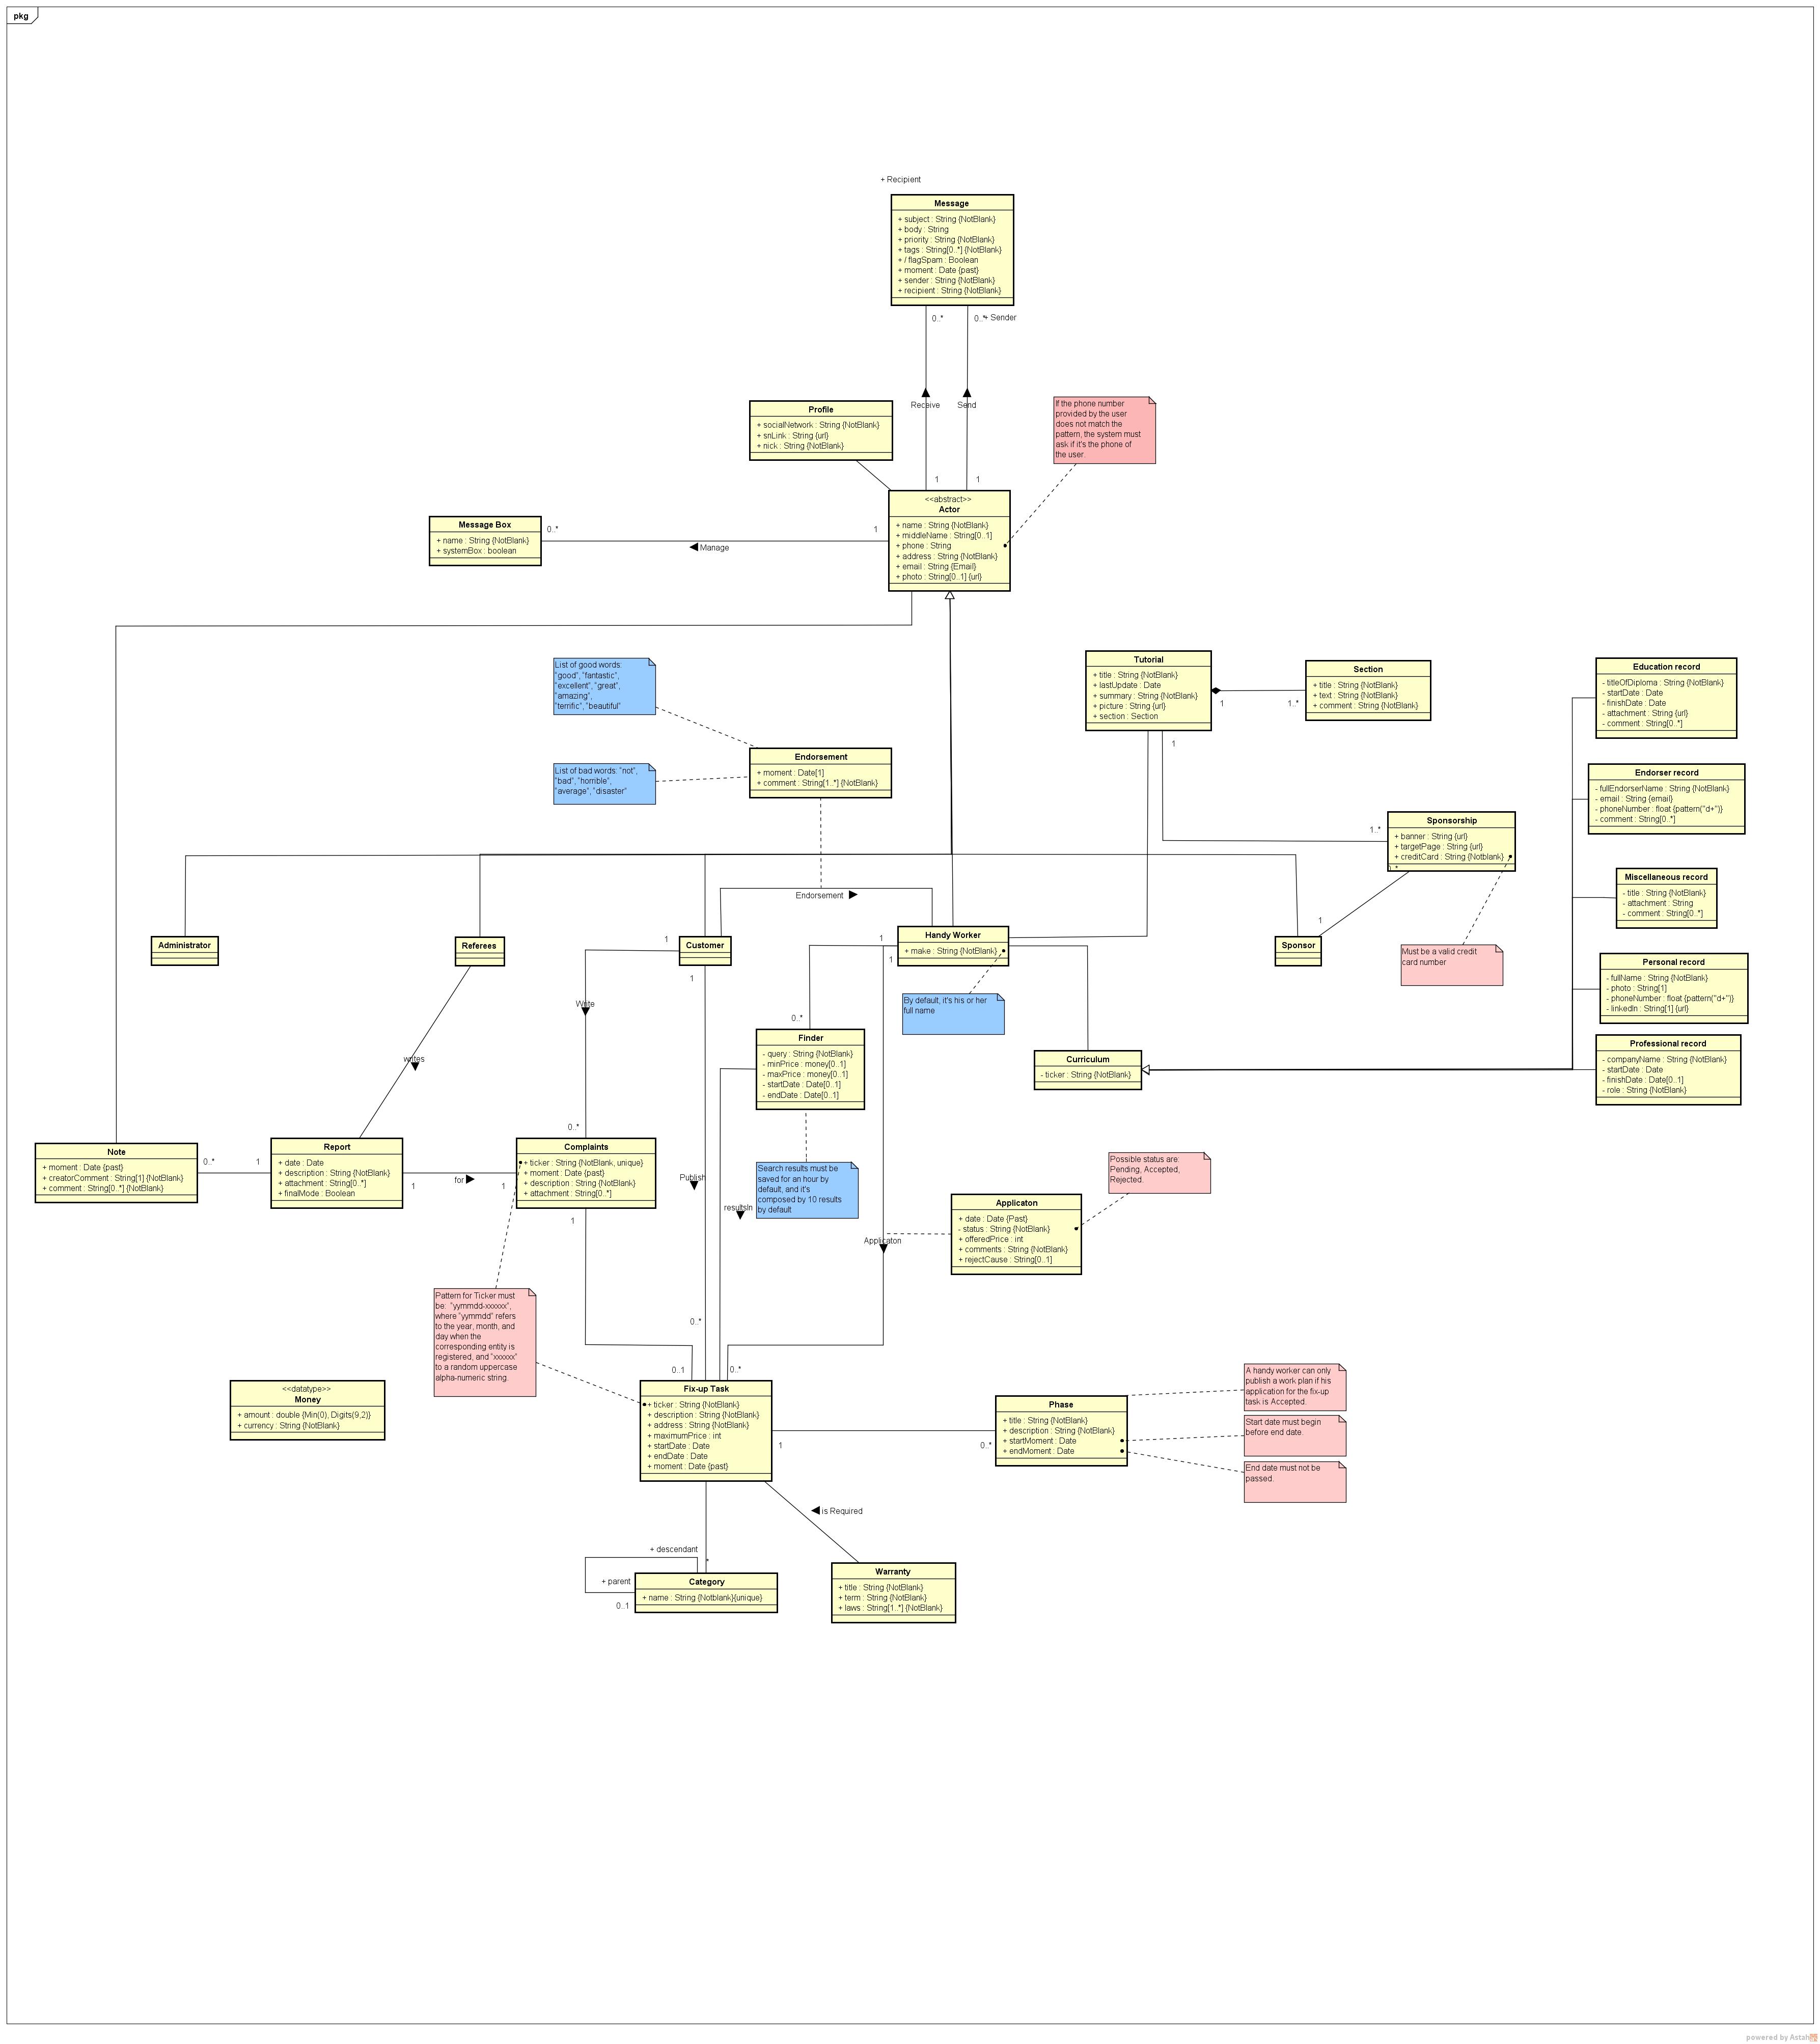 pkg
+ Recipient
Message
+ subject : String {NotBlank}
+ body : String
+ priority : String {NotBlank}
+ tags : String[0..*] {NotBlank}
+ / flagSpam : Boolean
+ moment : Date {past}
+ sender : String {NotBlank}
+ recipient : String {NotBlank}
0..*
0..*
+ Sender
Receive
Send
1
1
If the phone number
provided by the user
does not match the
pattern, the system must
ask if it's the phone of
the user.
Profile
+ socialNetwork : String {NotBlank}
+ snLink : String {url}
+ nick : String {NotBlank}
<<abstract>>
Actor
+ name : String {NotBlank}
+ middleName : String[0..1]
+ phone : String
+ address : String {NotBlank}
+ email : String {Email}
+ photo : String[0..1] {url}
Message Box
+ name : String {NotBlank}
+ systemBox : boolean
0..*
1
Manage
List of good words:
"good", "fantastic",
"excellent", "great",
"amazing",
"terrific", "beautiful"
List of bad words: "not",
"bad", "horrible",
"average", "disaster"
Endorsement
+ moment : Date[1]
+ comment : String[1..*] {NotBlank}
Endorsement
Tutorial
+ title : String {NotBlank}
+ lastUpdate : Date
+ summary : String {NotBlank}
+ picture : String {url}
+ section : Section
1
1..*
Section
+ title : String {NotBlank}
+ text : String {NotBlank}
+ comment : String {NotBlank}
1
1..*
Education record
- titleOfDiploma : String {NotBlank}
- startDate : Date
- finishDate : Date
- attachment : String {url}
- comment : String[0..*]
Endorser record
- fullEndorserName : String {NotBlank}
- email : String {email}
- phoneNumber : float {pattern("d+")}
- comment : String[0..*]
Sponsorship
+ banner : String {url}
+ targetPage : String {url}
+ creditCard : String {Notblank}
0..*
1
Must be a valid credit
card number
Miscellaneous record
- title : String {NotBlank}
- attachment : String
- comment : String[0..*]
Personal record
- fullName : String {NotBlank}
- photo : String[1]
- phoneNumber : float {pattern("d+")}
- linkedIn : String[1] {url}
Professional record
- companyName : String {NotBlank}
- startDate : Date
- finishDate : Date[0..1]
- role : String {NotBlank}
Administrator
Referees
Customer
Handy Worker
+ make : String {NotBlank}
Sponsor
1
1
1
1
By default, it's his or her
full name
Curriculum
- ticker : String {NotBlank}
Write
writes
0..*
0..*
Finder
- query : String {NotBlank}
- minPrice : money[0..1]
- maxPrice : money[0..1]
- startDate : Date[0..1]
- endDate : Date[0..1]
Search results must be
saved for an hour by
default, and it's
composed by 10 results
by default
Note
+ moment : Date {past}
+ creatorComment : String[1] {NotBlank}
+ comment : String[0..*] {NotBlank}
0..*
1
Report
+ date : Date
+ description : String {NotBlank}
+ attachment : String[0..*]
+ finalMode : Boolean
1
for
1
Complaints
+ ticker : String {NotBlank, unique}
+ moment : Date {past}
+ description : String {NotBlank}
+ attachment : String[0..*]
1
Publish
resultsIn
Applicaton
Possible status are:
Pending, Accepted,
Rejected.
Applicaton
+ date : Date {Past}
- status : String {NotBlank}
+ offeredPrice : int
+ comments : String {NotBlank}
+ rejectCause : String[0..1]
Pattern for Ticker must
be: "yymmdd-xxxxxx",
where "yymmdd" refers
to the year, month, and
day when the
corresponding entity is
registered, and "xxxxxx"
to a random uppercase
alpha-numeric string.
0..*
0..1
0..*
<<datatype>>
Money
+ amount : double {Min(0), Digits(9,2)}
+ currency : String {NotBlank}
Fix-up Task
+ ticker : String {NotBlank}
+ description : String {NotBlank}
+ address : String {NotBlank}
+ maximumPrice : int
+ startDate : Date
+ endDate : Date
+ moment : Date {past}
1
0..*
Phase
+ title : String {NotBlank}
+ description : String {NotBlank}
+ startMoment : Date
+ endMoment : Date
A handy worker can only
publish a work plan if his
application for the fix-up
task is Accepted.
Start date must begin
before end date.
End date must not be
passed.
is Required
+ descendant
*
+ parent
0..1
Category
+ name : String {Notblank}{unique}
Warranty
+ title : String {NotBlank}
+ term : String {NotBlank}
+ laws : String[1..*] {NotBlank}
powered by Astah